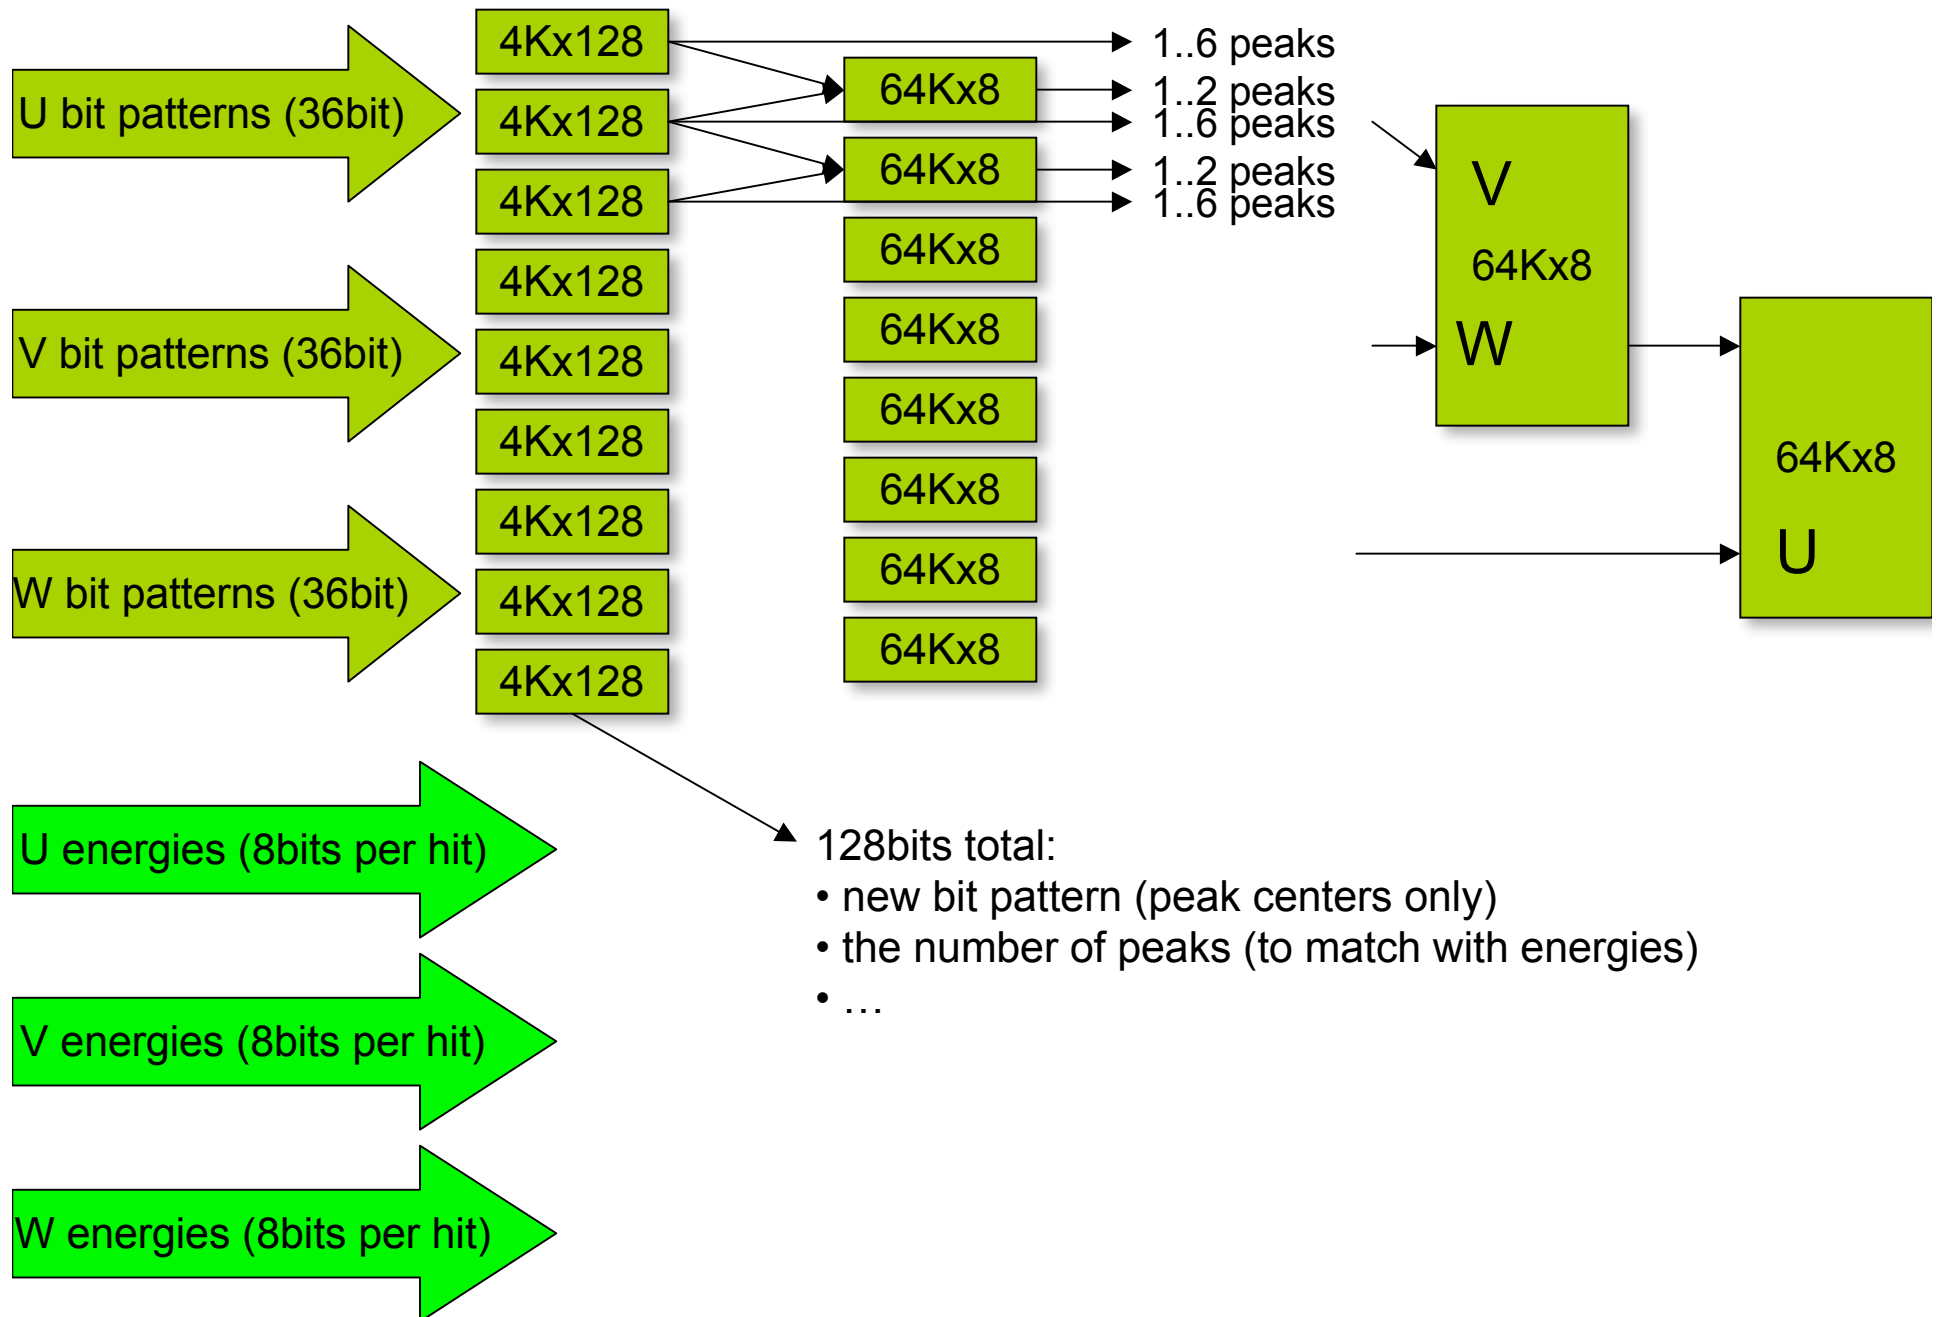 U bit patterns (36bit)
V bit patterns (36bit)
W bit patterns (36bit)
4Kx128
4Kx128
4Kx128
4Kx128
4Kx128
4Kx128
4Kx128
4Kx128
4Kx128
64Kx8
64Kx8
64Kx8
64Kx8
64Kx8
64Kx8
64Kx8
64Kx8
1..6 peaks
1..2 peaks
1..6 peaks
1..2 peaks
1..6 peaks
V
64Kx8
W
64Kx8
U
U energies (8bits per hit)
V energies (8bits per hit)
W energies (8bits per hit)
128bits total:
• new bit pattern (peak centers only)
• the number of peaks (to match with energies)
• …